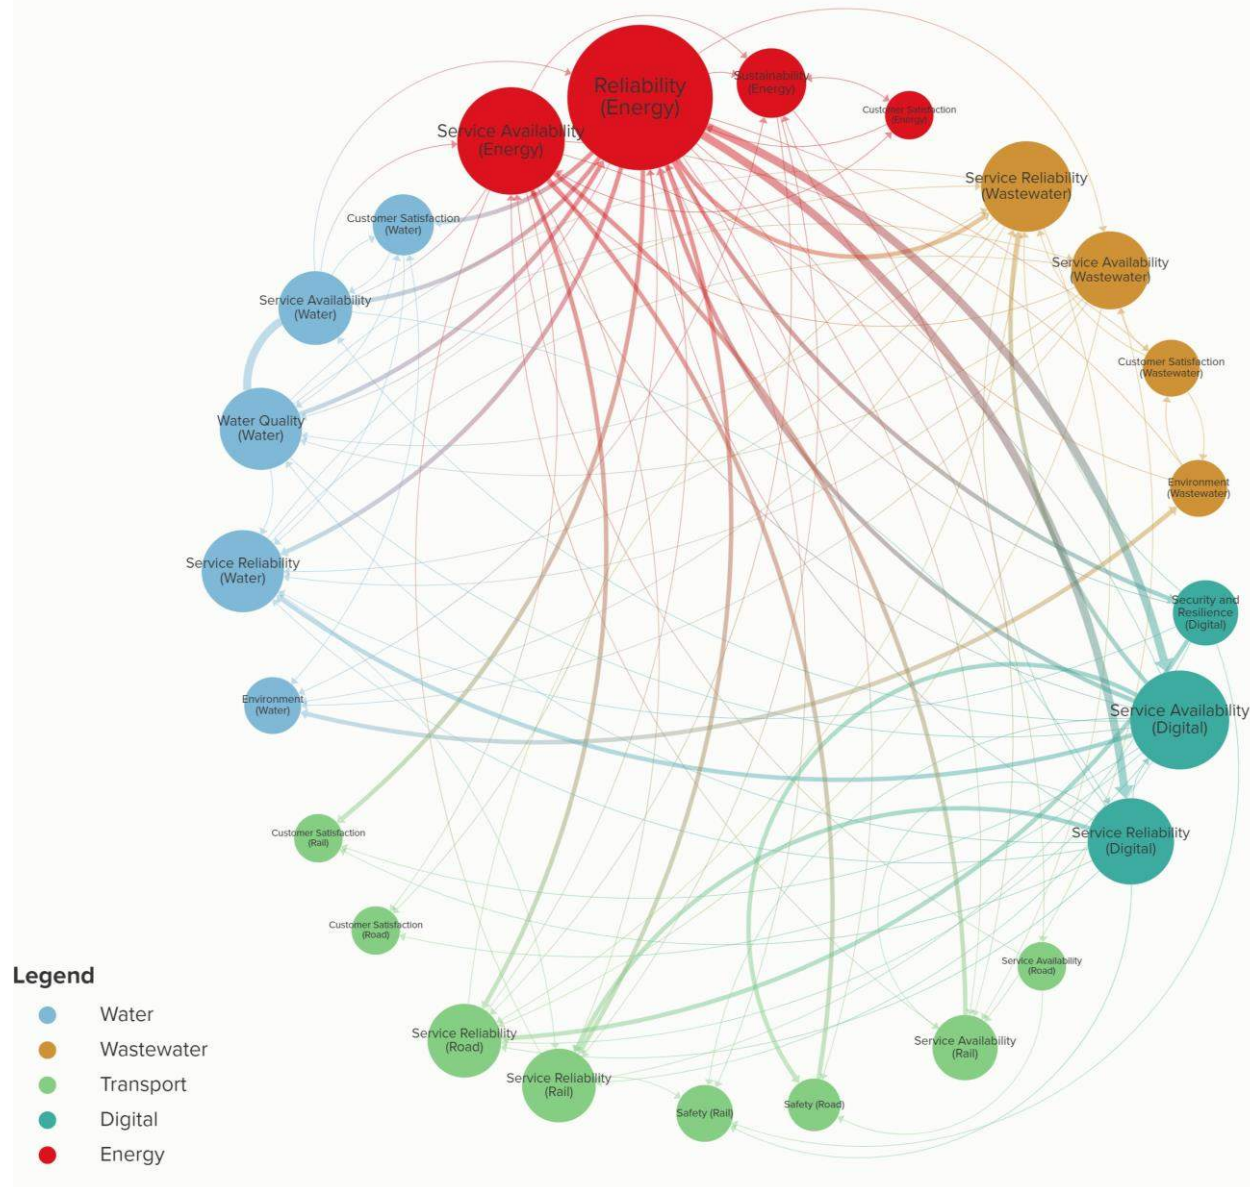 Reliability
(Energy)
Sustainability
(Energy)
Customer Satisfaction
(Energy)
Service Availability
(Energy)
Service Reliability
(Wastewater)
Customer Satisfaction
(Water)
Service Availability
(Wastewater)
Service Availability
(Water)
Customer Satisfaction
(Wastewater)
Water Quality
(Water)
Environment
(Wastewater)
Service Reliability
(Water)
Security and
Resilience
(Digital)
Environment
(Water)
Service Availability
(Digital)
Customer Satisfaction
(Rail)
Service Reliability
(Digital)
Customer Satisfaction
(Road)
Service Availability
(Road)
Service Reliability
(Road)
Service Availability
(Rail)
Service Reliability
(Rail)
Safety (Rail)
Safety (Road)
Legend
Water
Wastewater
Transport
Digital
Energy